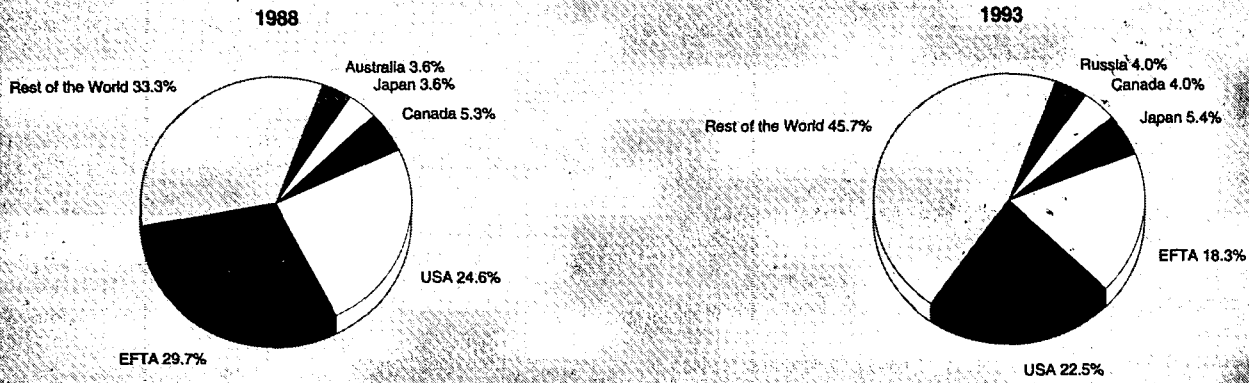 1988
Australia 3.6%
Japan 3.6%
Rest of the World 33.3%
Canada 5.3%
USA 24.6%
EFTA 29.7%
1993
Russia 4.0%
Canada 4.0%
Japan 5.4%
Rest of the World 45.7%
EFTA 18.3%
USA 22.5%